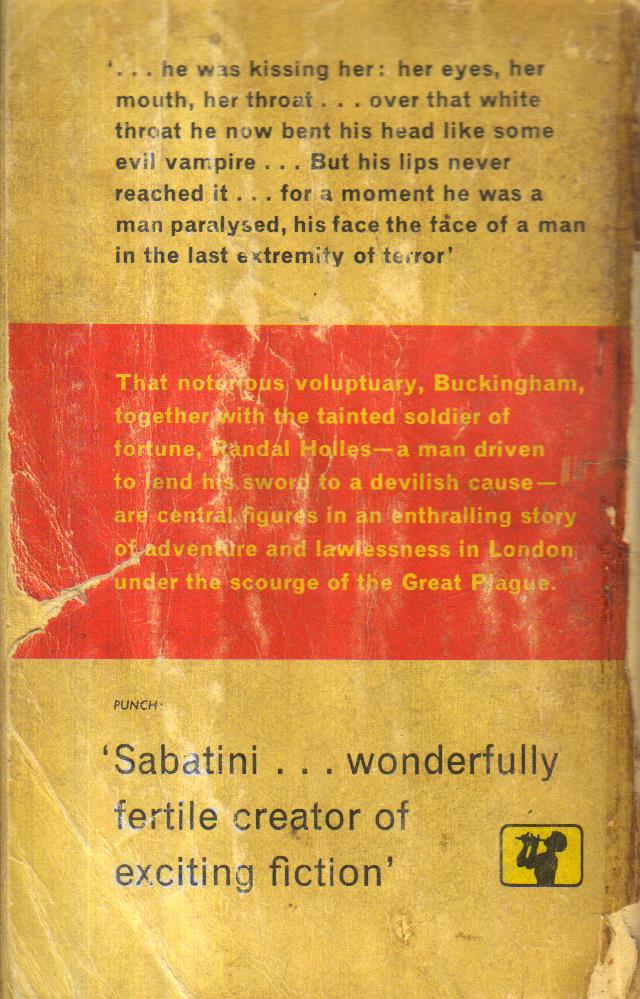 ‘. . . he was kissing her: her eyes, her
mouth, her throat . . . over that white
throat he now bent his head like some
evil vampire . . . But his lips never
reached it . . . for a moment he was a
man paralysed, his face the face of a man
in the last extremity of terror’
That notorious voluptuary, Buckingham,
together with the tainted soldier of
fortune, Randal Holles—a man driven
to lend his sword to a devilish cause—
are central figures in an enthralling story
of adventure and lawlessness in London
under the scourge of the Great Plague.
PUNCH:
‘Sabatini . . . wonderfully
fertile creator of
exciting fiction’